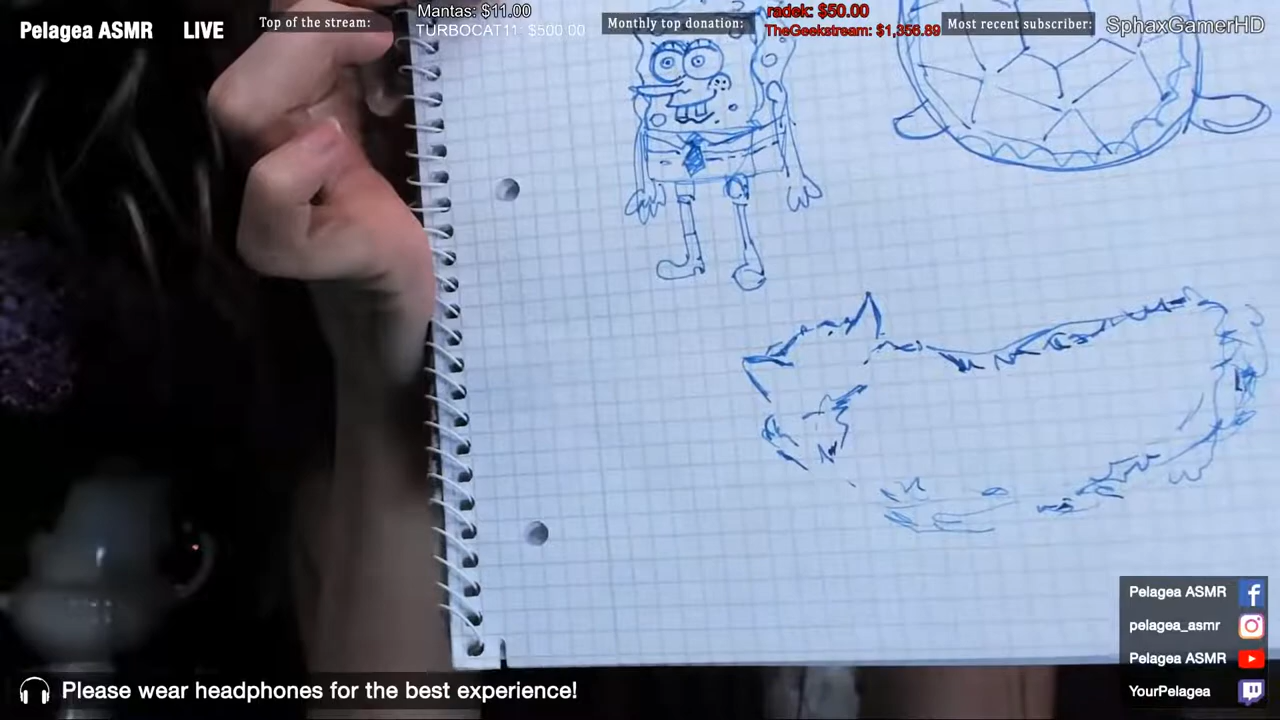 Pelagea ASMR LIVE
Top of the stream:
Mantas: $11.00
TURBOCAT11 $500.00
Monthly top donation:
radek: $50.00
TheGeekstream: $1,356.89
Most recent subscriber:
SphaxGamerHD
Pelagea ASMR
pelagea_asmr
Pelagea ASMR
YourPelagea
Please wear headphones for the best experience!